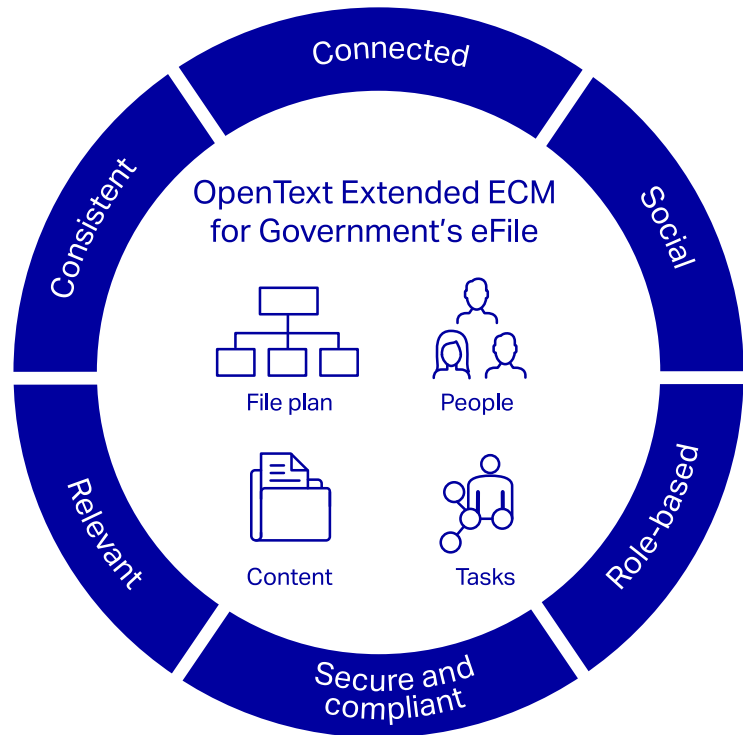 Connected
Social
Role-based
Secure and
compliant
Relevant
Consistent
OpenText Extended ECM
for Government’s eFile
File plan
People
Content
Tasks